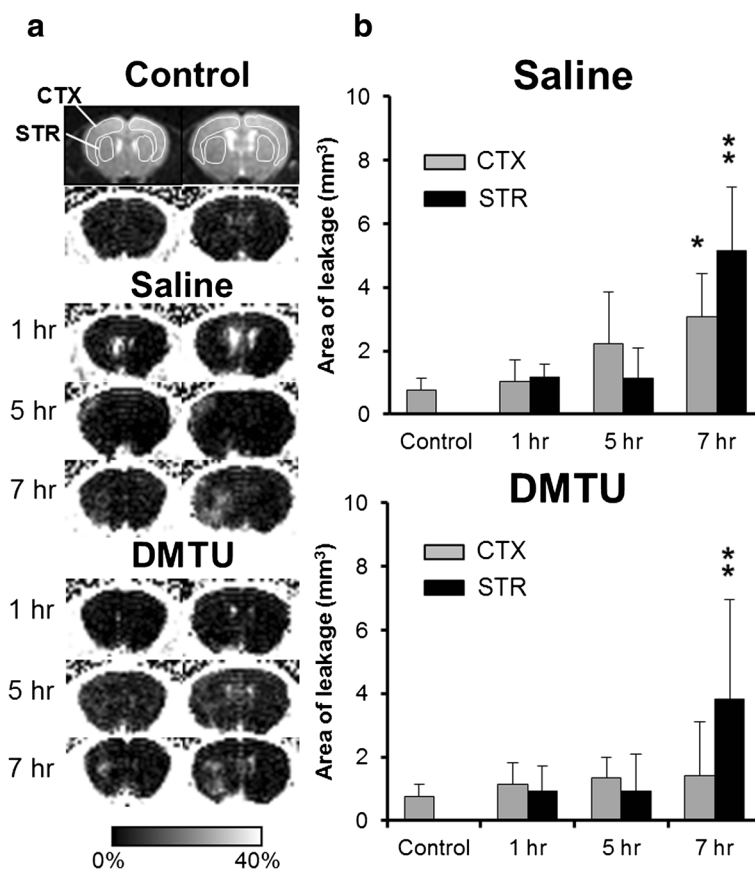 a
Control
CTX
STR
Saline
1 hr
5 hr
7 hr
DMTU
1 hr
5 hr
7 hr
0% 40%
b
Saline
Area of leakage (mm³)
10
8
6
4
2
0
CTX
STR
*
**
Control 1 hr 5 hr 7 hr
DMTU
Area of leakage (mm³)
10
8
6
4
2
0
CTX
STR
**
Control 1 hr 5 hr 7 hr